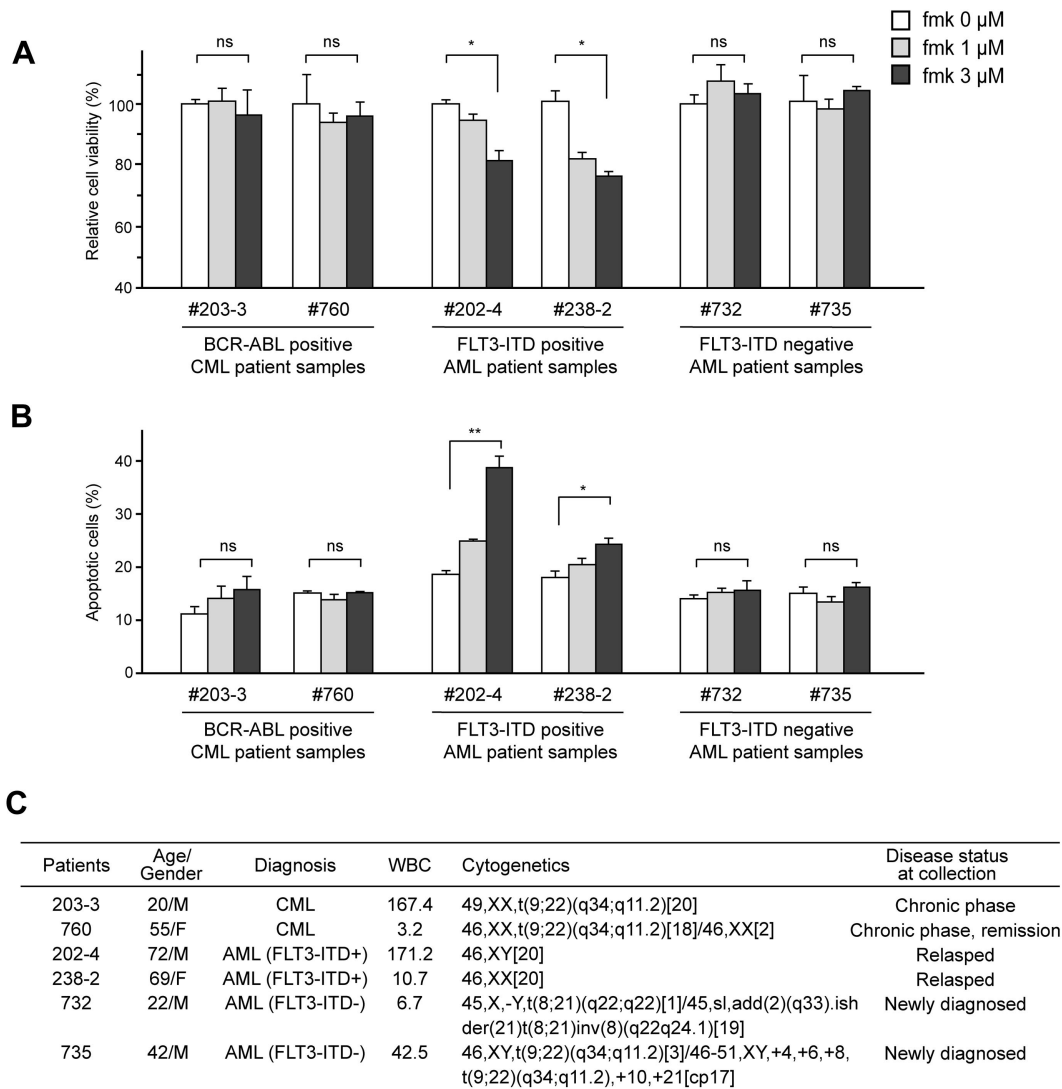 A
fmk 0 µM
fmk 1 µM
fmk 3 µM
ns
ns
*
*
ns
ns
Relative cell viability (%)
100
80
60
40
#203-3
#760
#202-4
#238-2
#732
#735
BCR-ABL positive
CML patient samples
FLT3-ITD positive
AML patient samples
FLT3-ITD negative
AML patient samples
B
Apoptotic cells (%)
40
30
20
10
0
ns
ns
**
*
ns
ns
#203-3
#760
#202-4
#238-2
#732
#735
BCR-ABL positive
CML patient samples
FLT3-ITD positive
AML patient samples
FLT3-ITD negative
AML patient samples
C
Patients Age/ Gender Diagnosis WBC Cytogenetics Disease status at collection
203-3 20/M CML 167.4 49,XX,t(9;22)(q34;q11.2)[20] Chronic phase
760 55/F CML 3.2 46,XX,t(9;22)(q34;q11.2)[18]/46,XX[2] Chronic phase, remission
202-4 72/M AML (FLT3-ITD+) 171.2 46,XY[20] Relasped
238-2 69/F AML (FLT3-ITD+) 10.7 46,XX[20] Relasped
732 22/M AML (FLT3-ITD-) 6.7 45,X,-Y,t(8;21)(q22;q22)[1]/45,sl,add(2)(q33).ish Newly diagnosed
der(21)t(8;21)inv(8)(q22q24.1)[19]
735 42/M AML (FLT3-ITD-) 42.5 46,XY,t(9;22)(q34;q11.2)[3]/46-51,XY,+4,+6,+8, Newly diagnosed
t(9;22)(q34;q11.2),+10,+21[cp17]